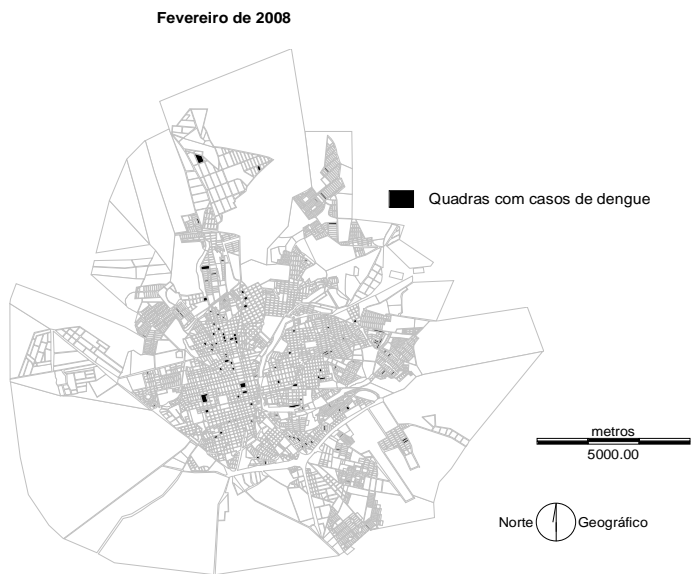 Fevereiro de 2008
Quadras com casos de dengue
metros
5000.00
Norte Geográfico